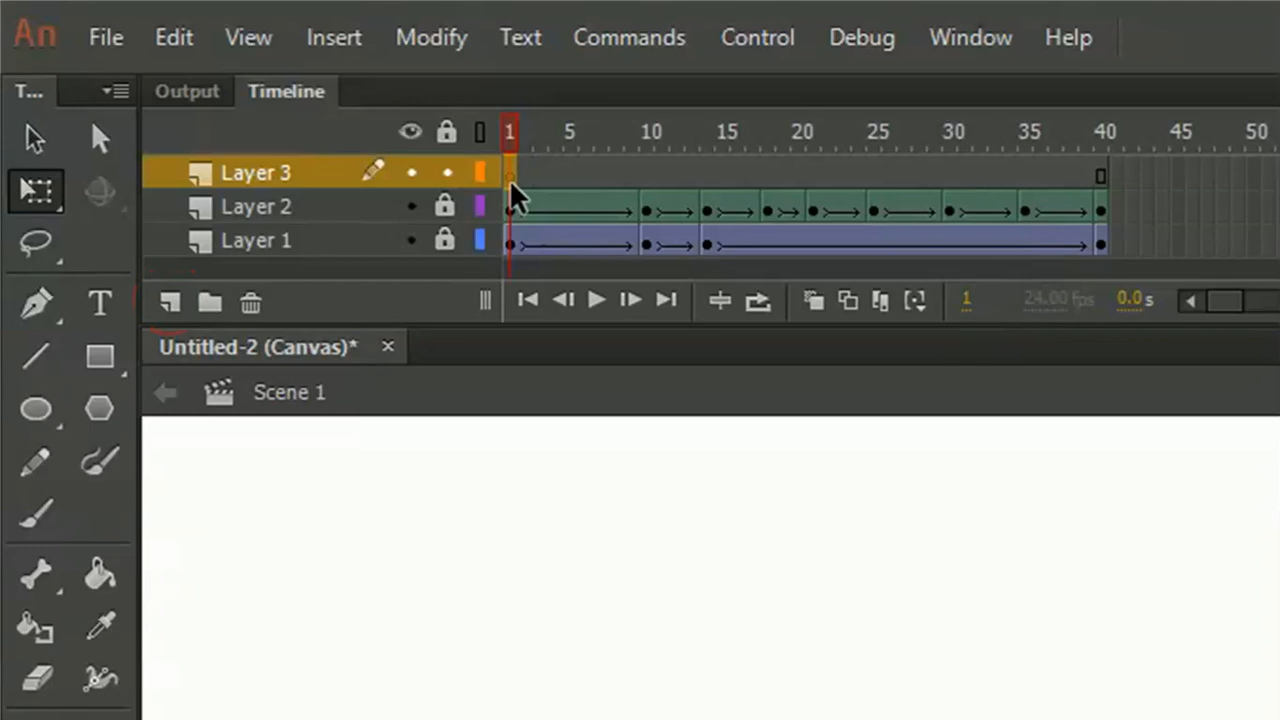 An File Edit View Insert Modify Text Commands Control Debug Window Help
T... Output Timeline
1 5 10 15 20 25 30 35 40 45 50
Layer 3
Layer 2
Layer 1
1 24.00 fps 0.0 s
T
Untitled-2 (Canvas)* ×
Scene 1